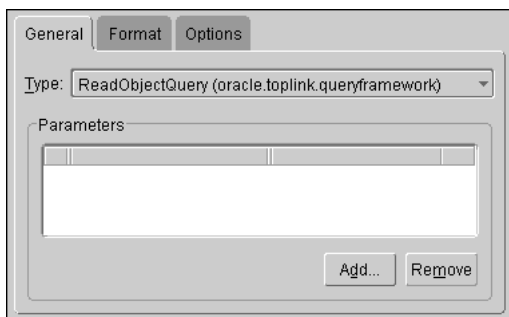 General Format Options
Type: ReadObjectQuery (oracle.toplink.queryframework)
Parameters
Add... Remove